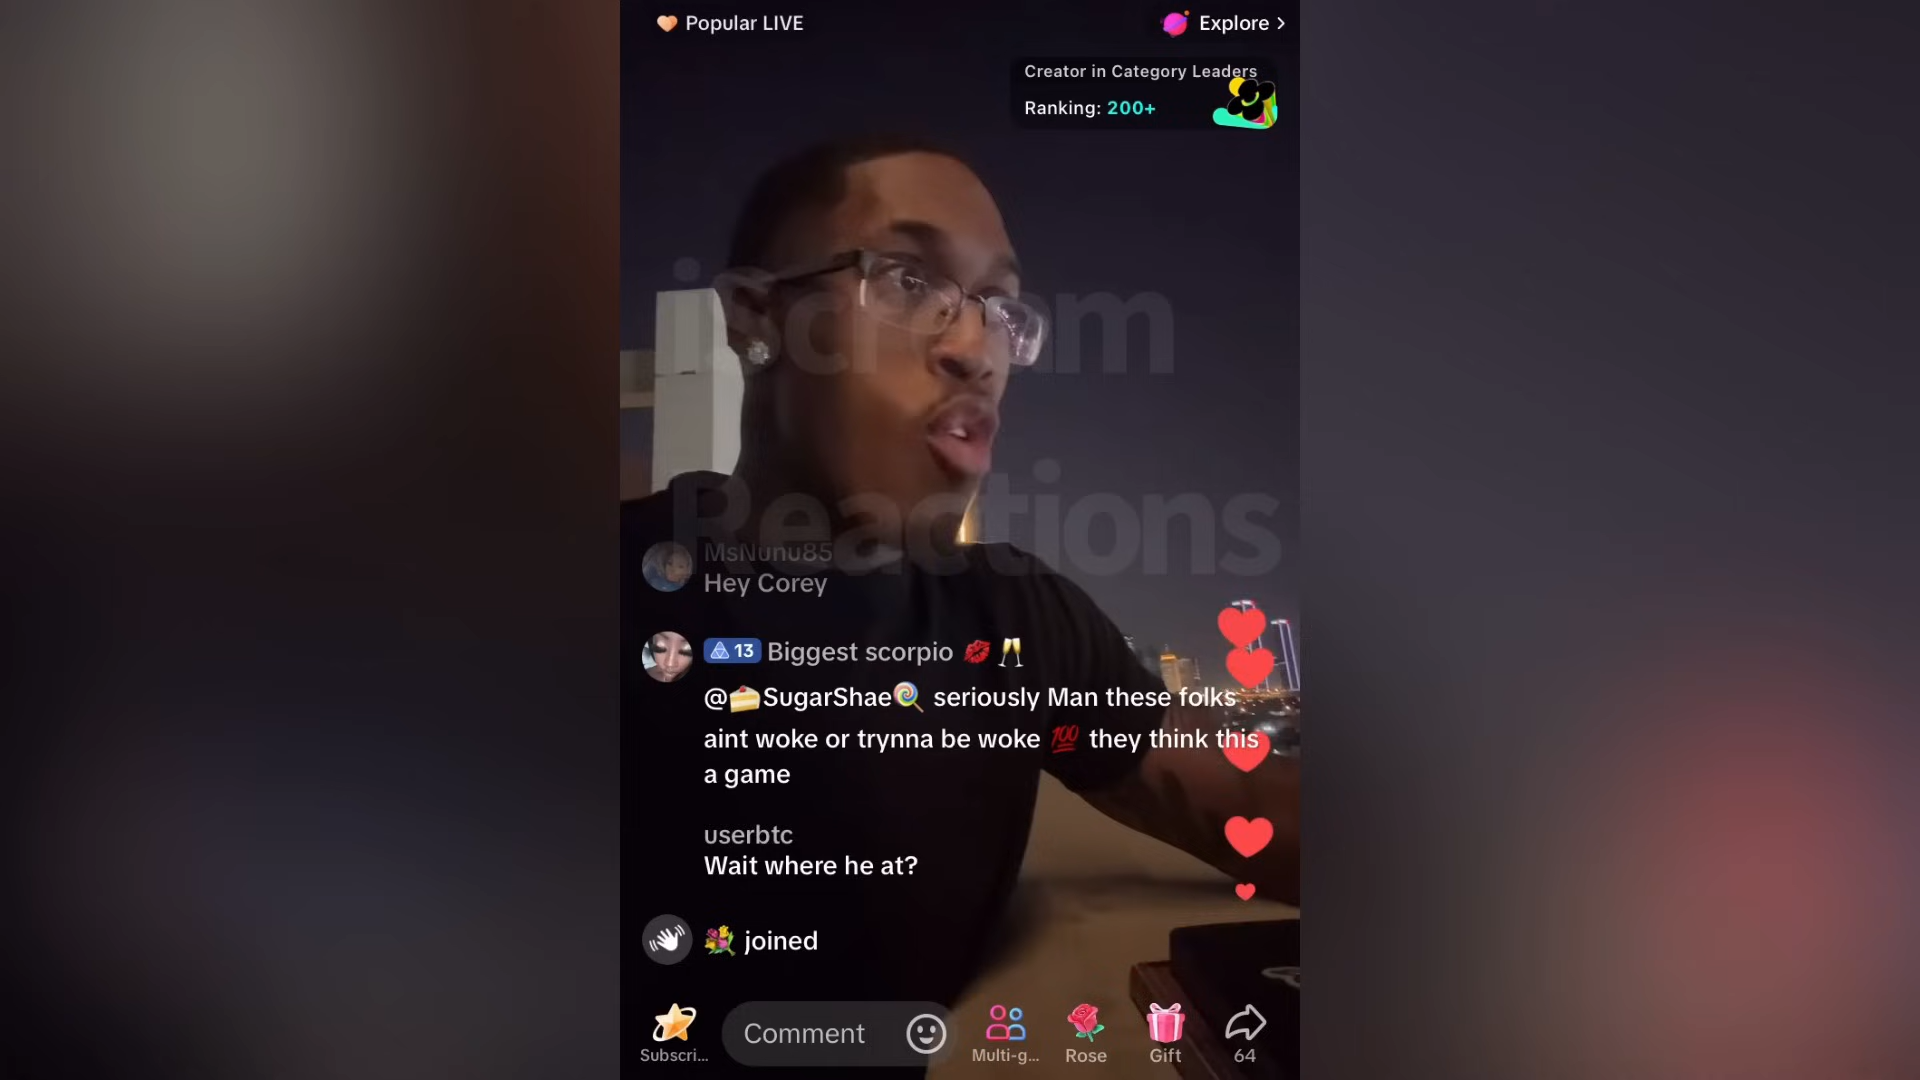 Popular LIVE
Explore >
Creator in Category Leaders
Ranking: 200+
iScream
Reactions
MsNunu85
Hey Corey
13 Biggest scorpio 💋 🥂
@🍰SugarShae🍭 seriously Man these folks
aint woke or trynna be woke 💯 they think this
a game
userbtc
Wait where he at?
💐 joined
Subscri...
Comment
Multi-g...
Rose
Gift
64